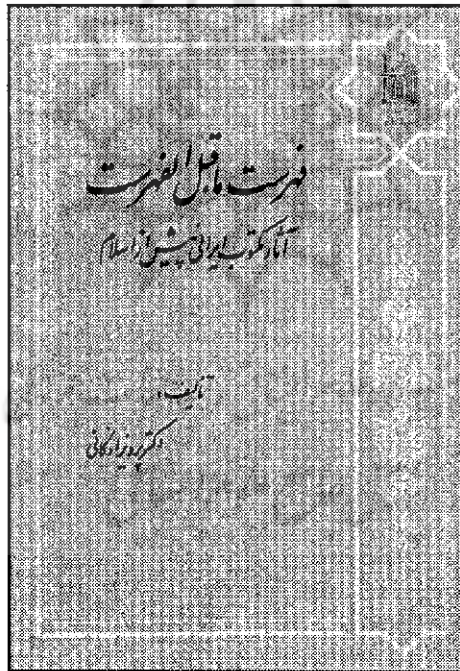 فهرست ماقبل الفهرست
آثار مکتوب ایرانی پیش از اسلام
تألیف:
دکتر پرویز اذکائی